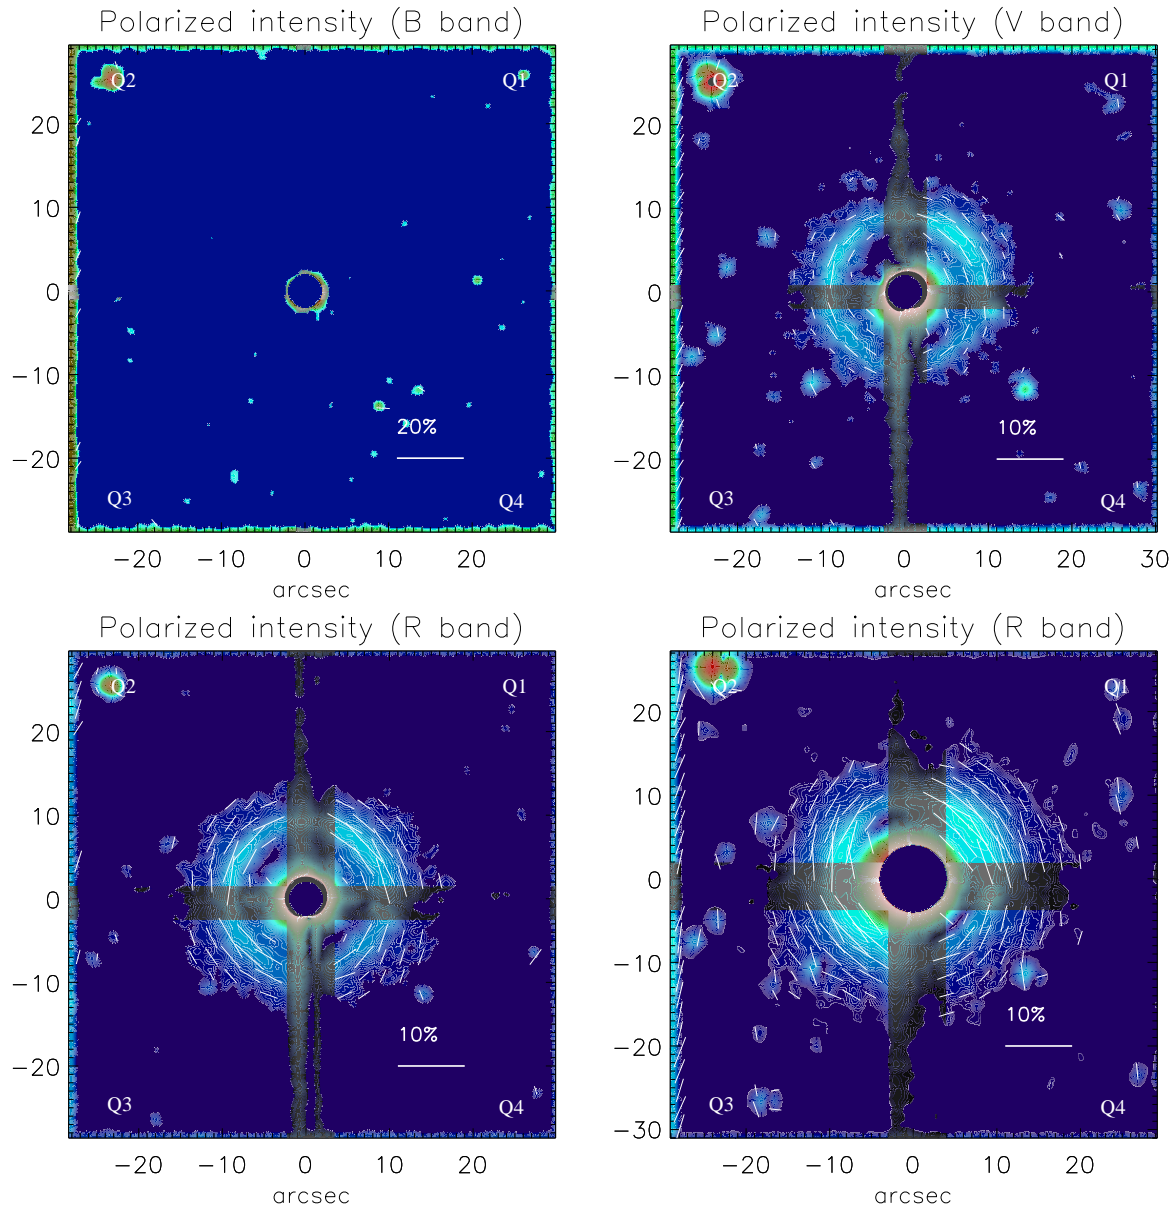 Polarized intensity (B band)
Q2
Q1
20
10
0
−10
−20
20%
Q3
Q4
−20 −10 0 10 20
arcsec
Polarized intensity (V band)
Q2
Q1
20
10
0
−10
−20
10%
Q3
Q4
−20 −10 0 10 20 30
arcsec
Polarized intensity (R band)
Q2
Q1
20
10
0
−10
−20
10%
Q3
Q4
−20 −10 0 10 20
arcsec
Polarized intensity (R band)
Q2
Q1
20
10
0
−10
−20
−30
10%
Q3
Q4
−20 −10 0 10 20
arcsec